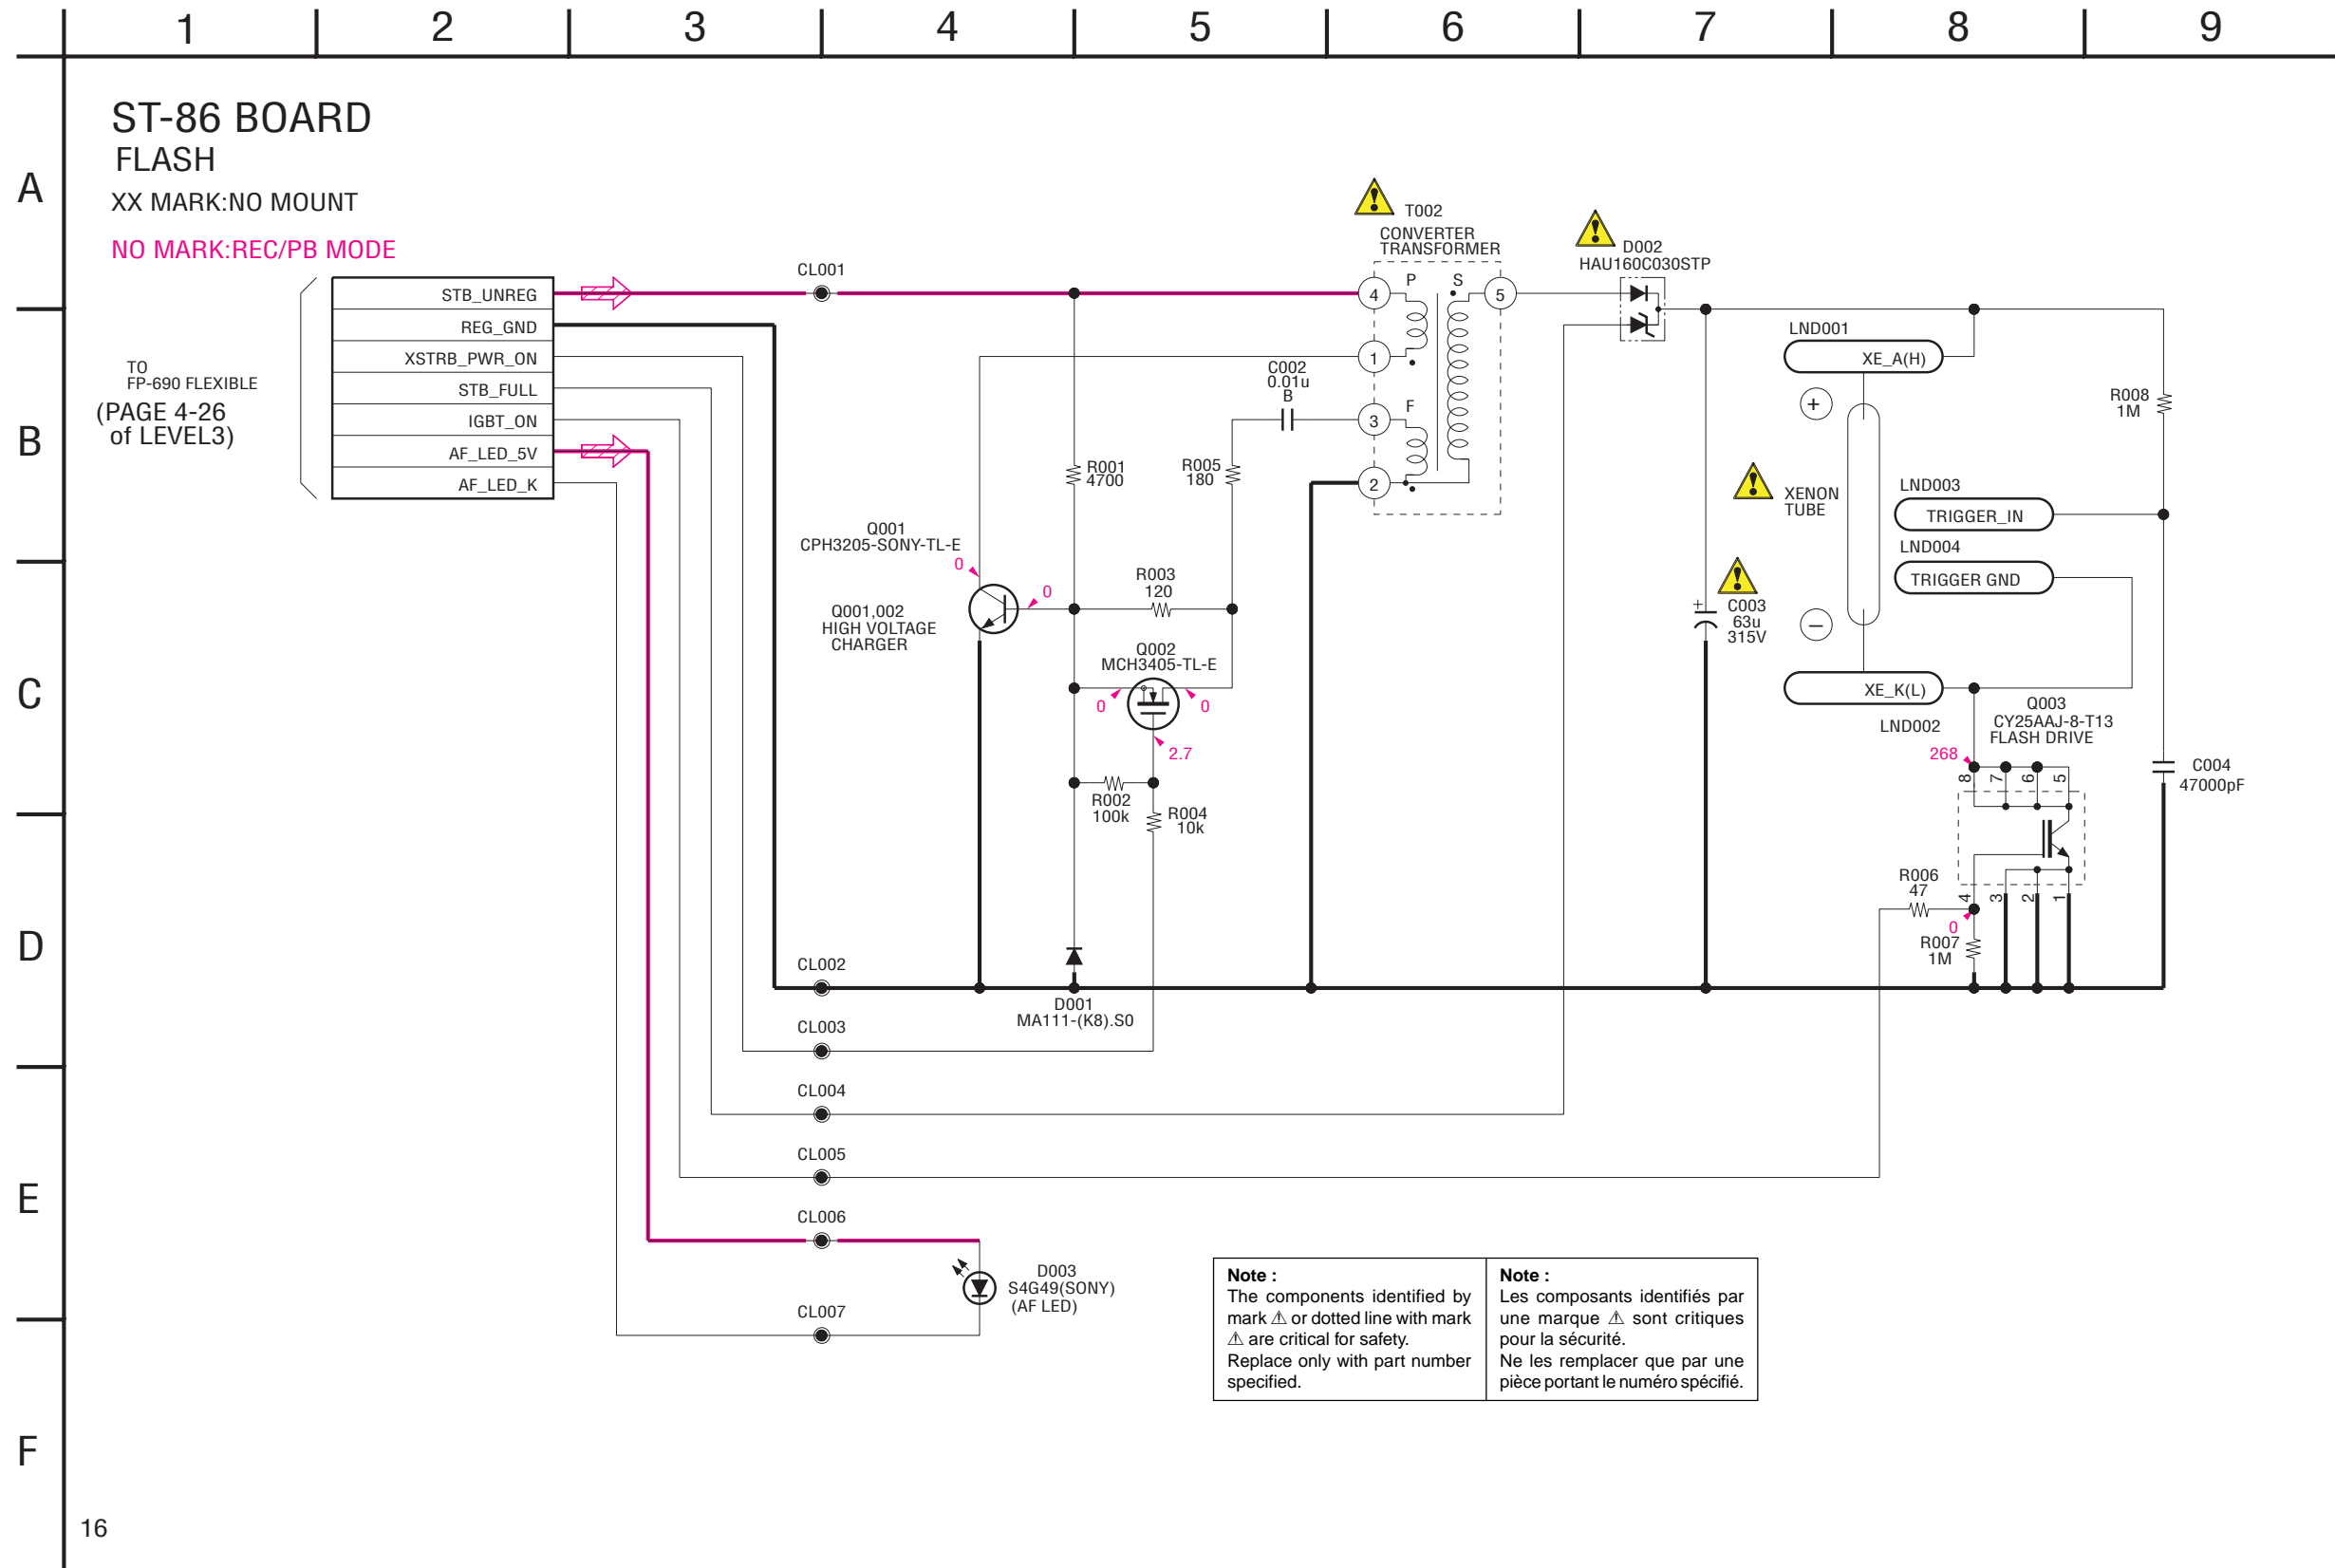 1 2 3 4 5 6 7 8 9
A
B
C
D
E
F
ST-86 BOARD
FLASH
XX MARK:NO MOUNT
NO MARK:REC/PB MODE
TO
FP-690 FLEXIBLE
(PAGE 4-26
of LEVEL3)
STB_UNREG
REG_GND
XSTRB_PWR_ON
STB_FULL
IGBT_ON
AF_LED_5V
AF_LED_K
CL001
CL002
CL003
CL004
CL005
CL006
CL007
Q001
CPH3205-SONY-TL-E
0
0
Q001,002
HIGH VOLTAGE
CHARGER
R001
4700
R005
180
C002
0.01u
B
R003
120
Q002
MCH3405-TL-E
0
0
2.7
R002
100k
R004
10k
D001
MA111-(K8).S0
D003
S4G49(SONY)
(AF LED)
T002
CONVERTER
TRANSFORMER
P S
4
5
1
F
3
2
D002
HAU160C030STP
LND001
XE_A(H)
+
XENON
TUBE
LND003
TRIGGER_IN
LND004
TRIGGER GND
+
C003
63u
315V
–
XE_K(L)
LND002
R008
1M
Q003
CY25AAJ-8-T13
FLASH DRIVE
268
8 7 6 5
C004
47000pF
R006
47
4 3 2 1
0
R007
1M
Note :
The components identified by
mark ⚠ or dotted line with mark
⚠ are critical for safety.
Replace only with part number
specified.
Note :
Les composants identifiés par
une marque ⚠ sont critiques
pour la sécurité.
Ne les remplacer que par une
pièce portant le numéro spécifié.
16